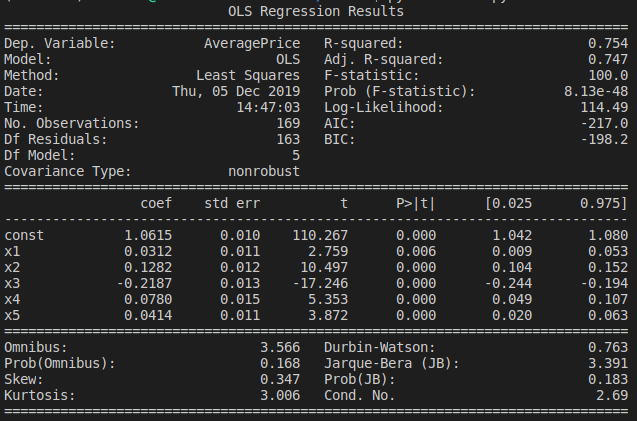 OLS Regression Results
==============================================================================
Dep. Variable:           AveragePrice   R-squared:                       0.754
Model:                            OLS   Adj. R-squared:                  0.747
Method:                 Least Squares   F-statistic:                     100.0
Date:                Thu, 05 Dec 2019   Prob (F-statistic):           8.13e-48
Time:                        14:47:03   Log-Likelihood:                 114.49
No. Observations:                 169   AIC:                            -217.0
Df Residuals:                     163   BIC:                            -198.2
Df Model:                           5
Covariance Type:            nonrobust
==============================================================================
                 coef    std err          t      P>|t|      [0.025      0.975]
------------------------------------------------------------------------------
const          1.0615      0.010    110.267      0.000       1.042       1.080
x1             0.0312      0.011      2.759      0.006       0.009       0.053
x2             0.1282      0.012     10.497      0.000       0.104       0.152
x3            -0.2187      0.013    -17.246      0.000      -0.244      -0.194
x4             0.0780      0.015      5.353      0.000       0.049       0.107
x5             0.0414      0.011      3.872      0.000       0.020       0.063
==============================================================================
Omnibus:                        3.566   Durbin-Watson:                   0.763
Prob(Omnibus):                  0.168   Jarque-Bera (JB):                3.391
Skew:                           0.347   Prob(JB):                        0.183
Kurtosis:                       3.006   Cond. No.                         2.69
==============================================================================